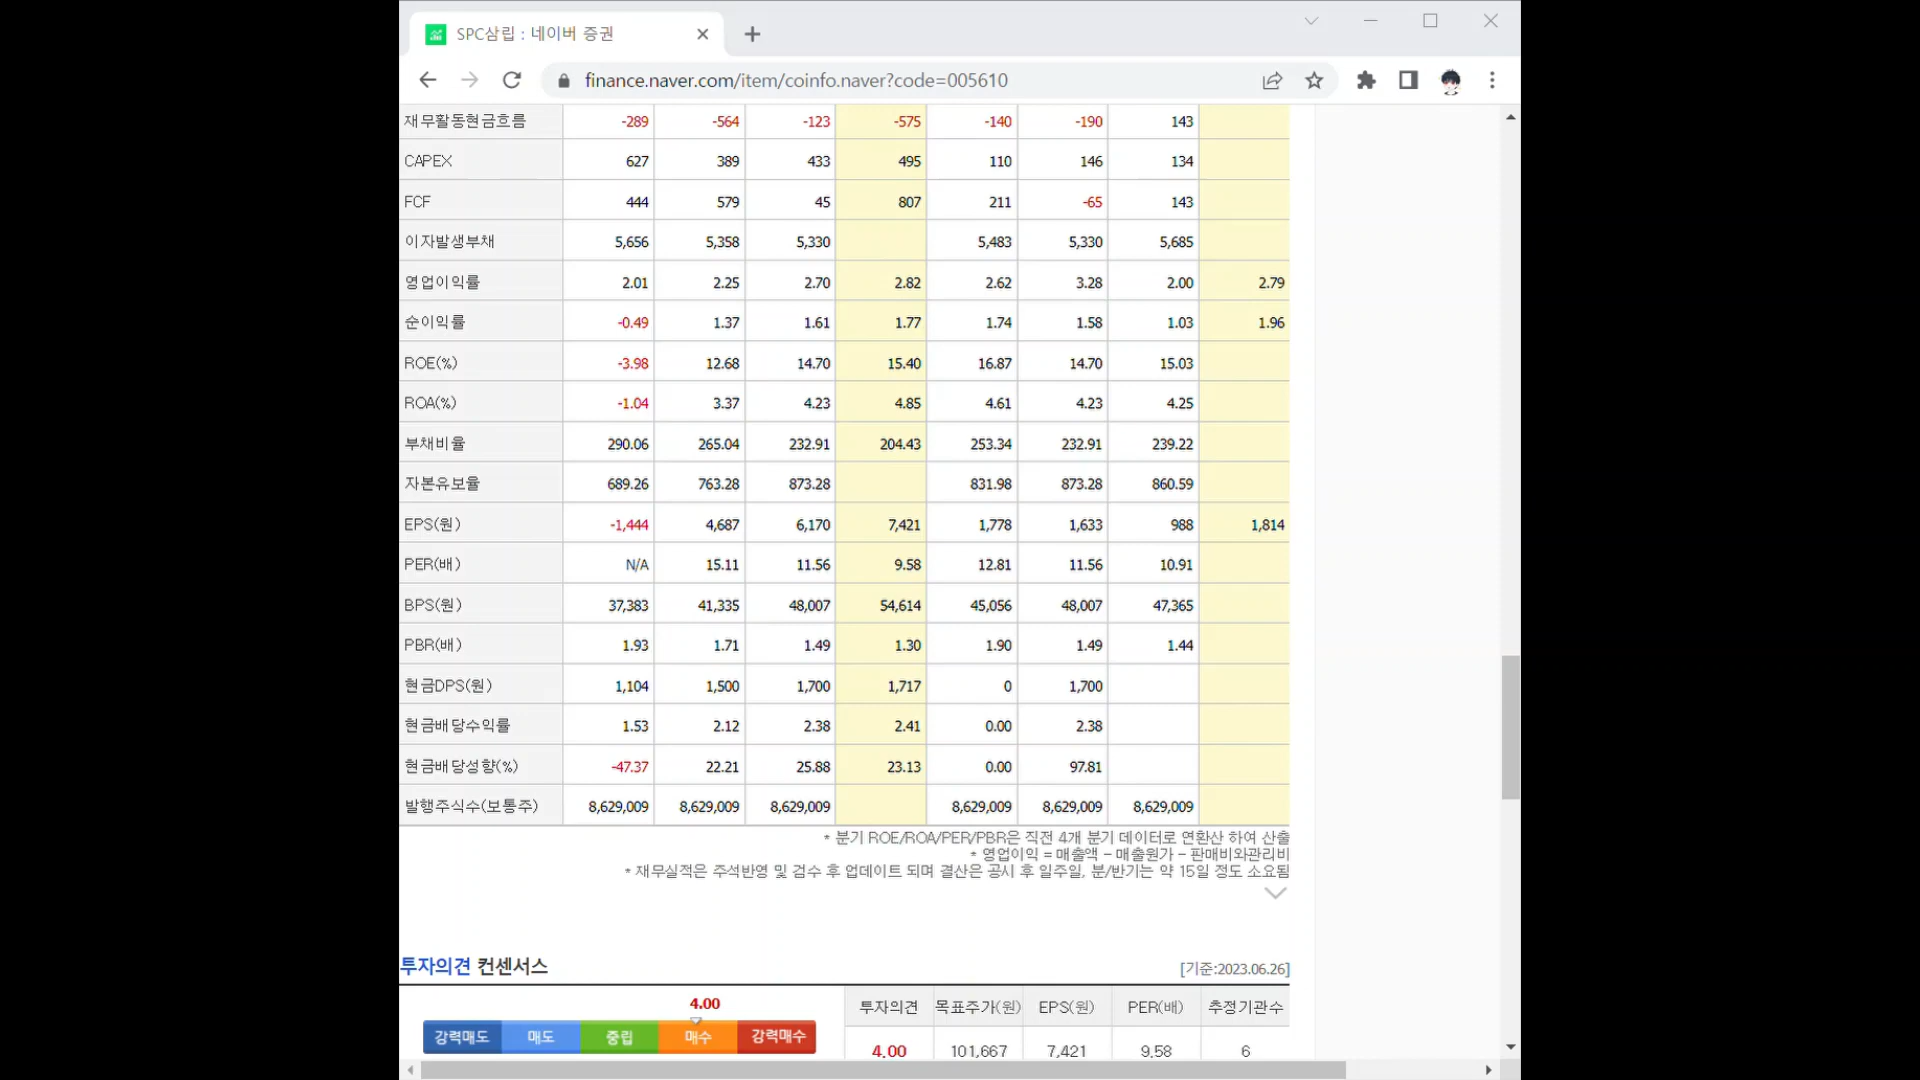 SPC삼립 : 네이버 증권
finance.naver.com/item/coinfo.naver?code=005610
재무활동현금흐름 -289 -564 -123 -575 -140 -190 143
CAPEX 627 389 433 495 110 146 134
FCF 444 579 45 807 211 -65 143
이자발생부채 5,656 5,358 5,330 5,483 5,330 5,685
영업이익률 2.01 2.25 2.70 2.82 2.62 3.28 2.00 2.79
순이익률 -0.49 1.37 1.61 1.77 1.74 1.58 1.03 1.96
ROE(%) -3.98 12.68 14.70 15.40 16.87 14.70 15.03
ROA(%) -1.04 3.37 4.23 4.85 4.61 4.23 4.25
부채비율 290.06 265.04 232.91 204.43 253.34 232.91 239.22
자본유보율 689.26 763.28 873.28 831.98 873.28 860.59
EPS(원) -1,444 4,687 6,170 7,421 1,778 1,633 988 1,814
PER(배) N/A 15.11 11.56 9.58 12.81 11.56 10.91
BPS(원) 37,383 41,335 48,007 54,614 45,056 48,007 47,365
PBR(배) 1.93 1.71 1.49 1.30 1.90 1.49 1.44
현금DPS(원) 1,104 1,500 1,700 1,717 0 1,700
현금배당수익률 1.53 2.12 2.38 2.41 0.00 2.38
현금배당성향(%) -47.37 22.21 25.88 23.13 0.00 97.81
발행주식수(보통주) 8,629,009 8,629,009 8,629,009 8,629,009 8,629,009 8,629,009
* 분기 ROE/ROA/PER/PBR은 직전 4개 분기 데이터로 연환산 하여 산출
* 영업이익 = 매출액 - 매출원가 - 판매비와관리비
* 재무실적은 주석반영 및 검수 후 업데이트 되며 결산은 공시 후 일주일, 분/반기는 약 15일 정도 소요됨
투자의견 컨센서스 [기준:2023.06.26]
4.00
강력매도 매도 중립 매수 강력매수
투자의견 목표주가(원) EPS(원) PER(배) 추정기관수
4.00 101,667 7,421 9.58 6